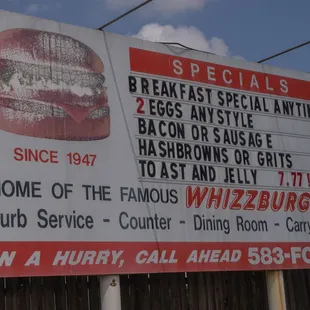 SPECIALS
BREAKFAST SPECIAL ANYTIM
2 EGGS ANYSTYLE
BACON OR SAUSAGE
HASHBROWNS OR GRITS
TOAST AND JELLY 7.77
SINCE 1947
OME OF THE FAMOUS WHIZZBURG
urb Service - Counter - Dining Room - Carry
N A HURRY, CALL AHEAD 583-FO